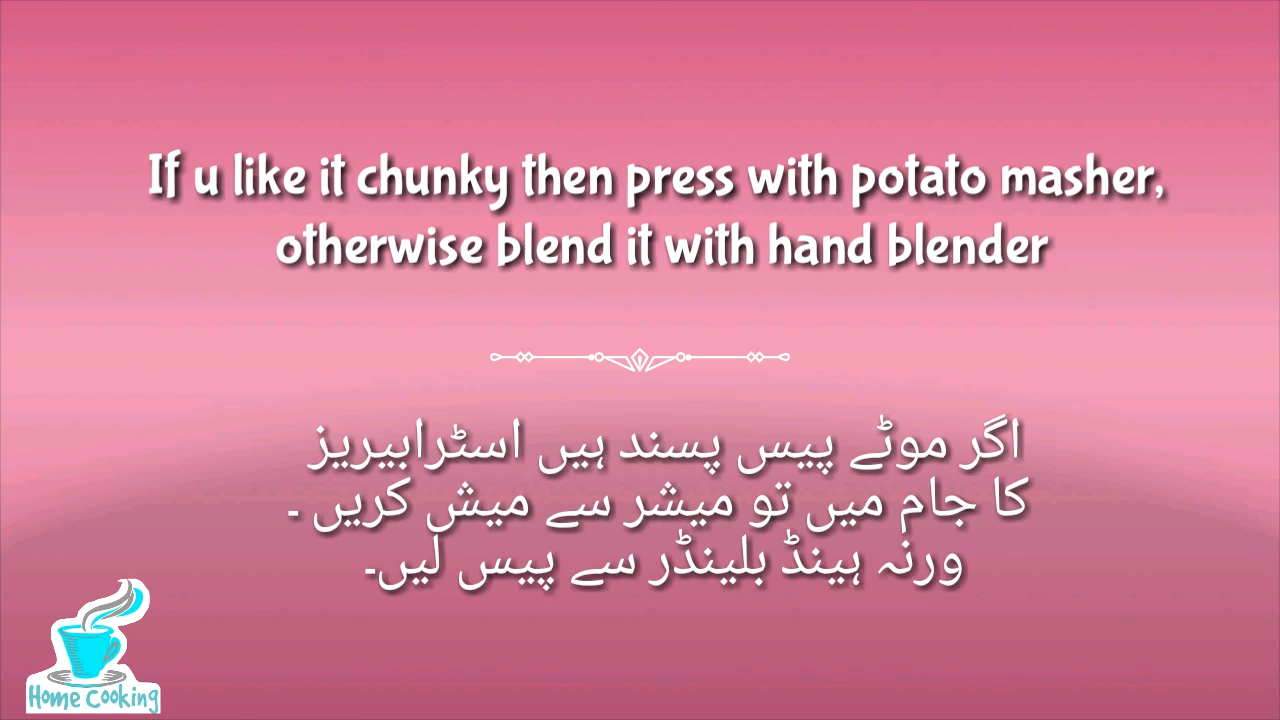 If u like it chunky then press with potato masher,
otherwise blend it with hand blender
اگر موٹے پیس پسند ہیں اسٹرابیریز
کا جام میں تو میشر سے میش کریں ۔
ورنہ ہینڈ بلینڈر سے پیس لیں۔
Home Cooking